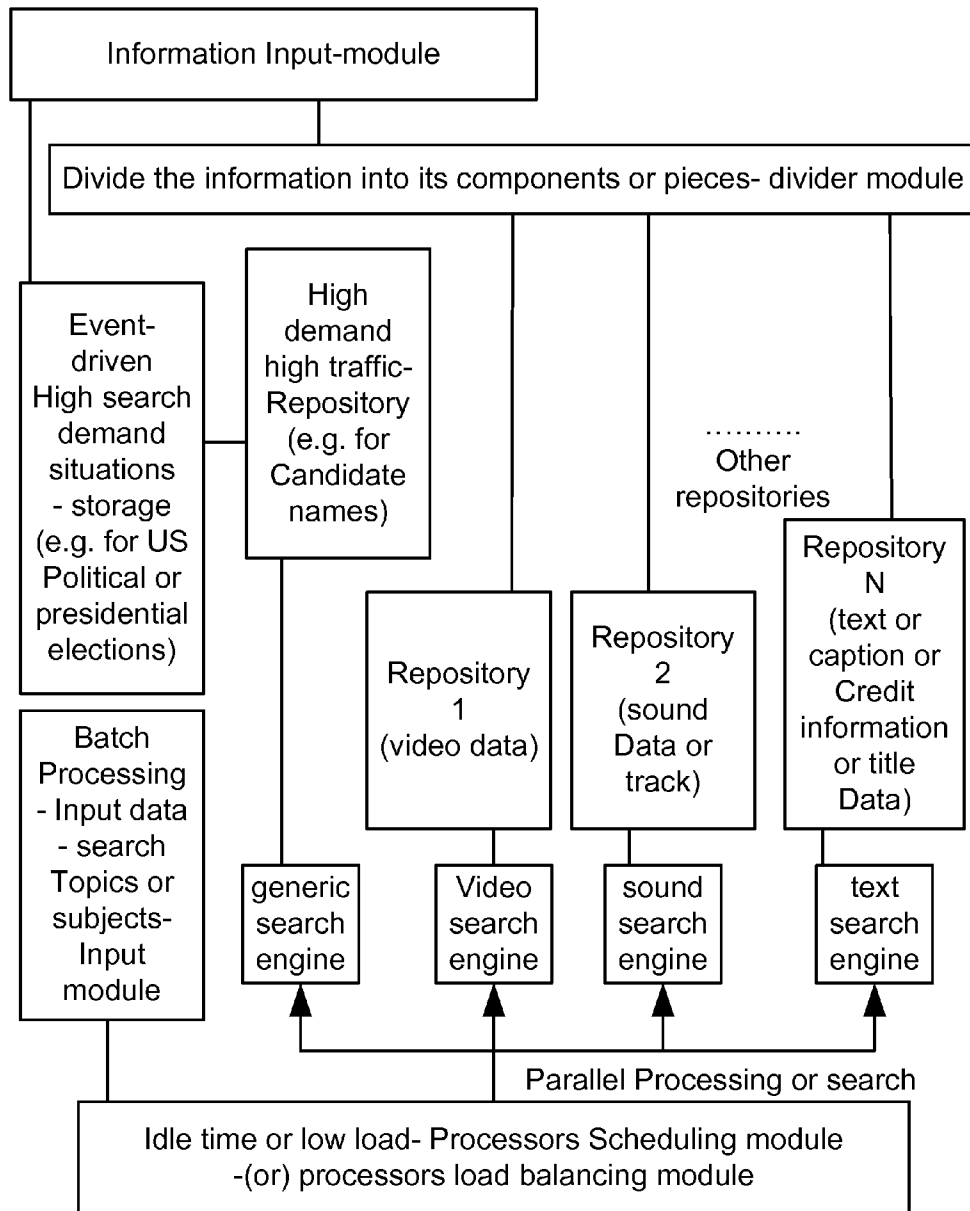 Information Input-module
Divide the information into its components or pieces- divider module
Event-
driven
High search
demand
situations
- storage
(e.g. for US
Political or
presidential
elections)
High
demand
high traffic-
Repository
(e.g. for
Candidate
names)
..........
Other
repositories
Repository
1
(video data)
Repository
2
(sound
Data or
track)
Repository
N
(text or
caption or
Credit
information
or title
Data)
Batch
Processing
- Input data
- search
Topics or
subjects-
Input
module
generic
search
engine
Video
search
engine
sound
search
engine
text
search
engine
Parallel Processing or search
Idle time or low load- Processors Scheduling module
-(or) processors load balancing module